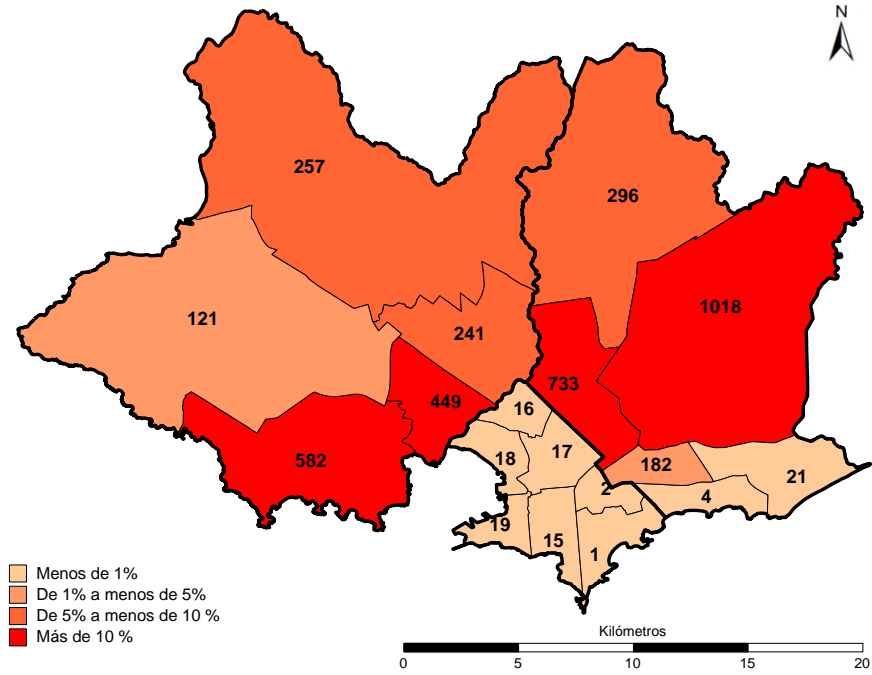 N
257
296
1018
121
241
733
449
16
582
17
18
182
21
2
4
19
15
1
Menos de 1%
De 1% a menos de 5%
De 5% a menos de 10 %
Más de 10 %
Kilómetros
0 5 10 15 20